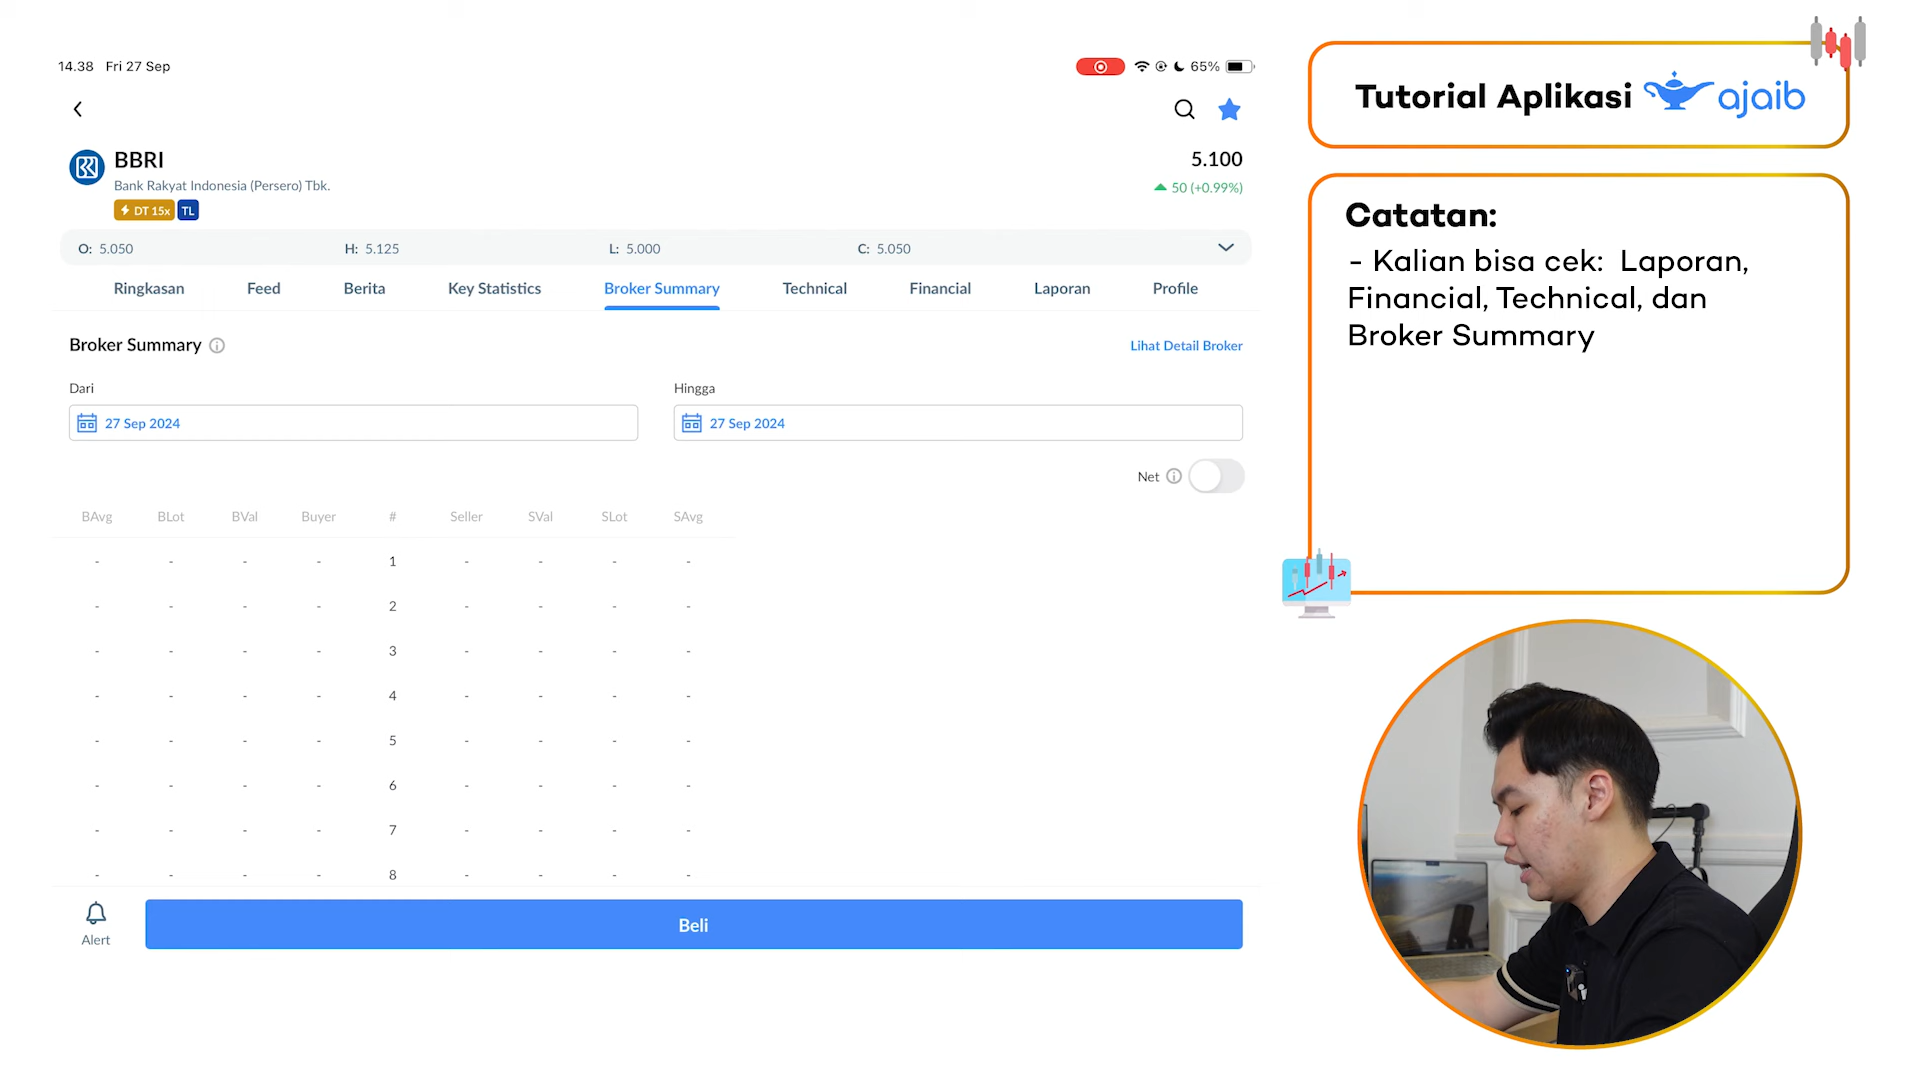 14.38 Fri 27 Sep
65%
BBRI
Bank Rakyat Indonesia (Persero) Tbk.
DT 15x TL
5.100
50 (+0.99%)
O: 5.050 H: 5.125 L: 5.000 C: 5.050
Ringkasan Feed Berita Key Statistics Broker Summary Technical Financial Laporan Profile
Broker Summary
Lihat Detail Broker
Dari Hingga
27 Sep 2024 27 Sep 2024
Net
BAvg BLot BVal Buyer # Seller SVal SLot SAvg
- - - - 1 - - - -
- - - - 2 - - - -
- - - - 3 - - - -
- - - - 4 - - - -
- - - - 5 - - - -
- - - - 6 - - - -
- - - - 7 - - - -
- - - - 8 - - - -
Alert
Beli
Tutorial Aplikasi ajaib
Catatan:
- Kalian bisa cek: Laporan,
Financial, Technical, dan
Broker Summary